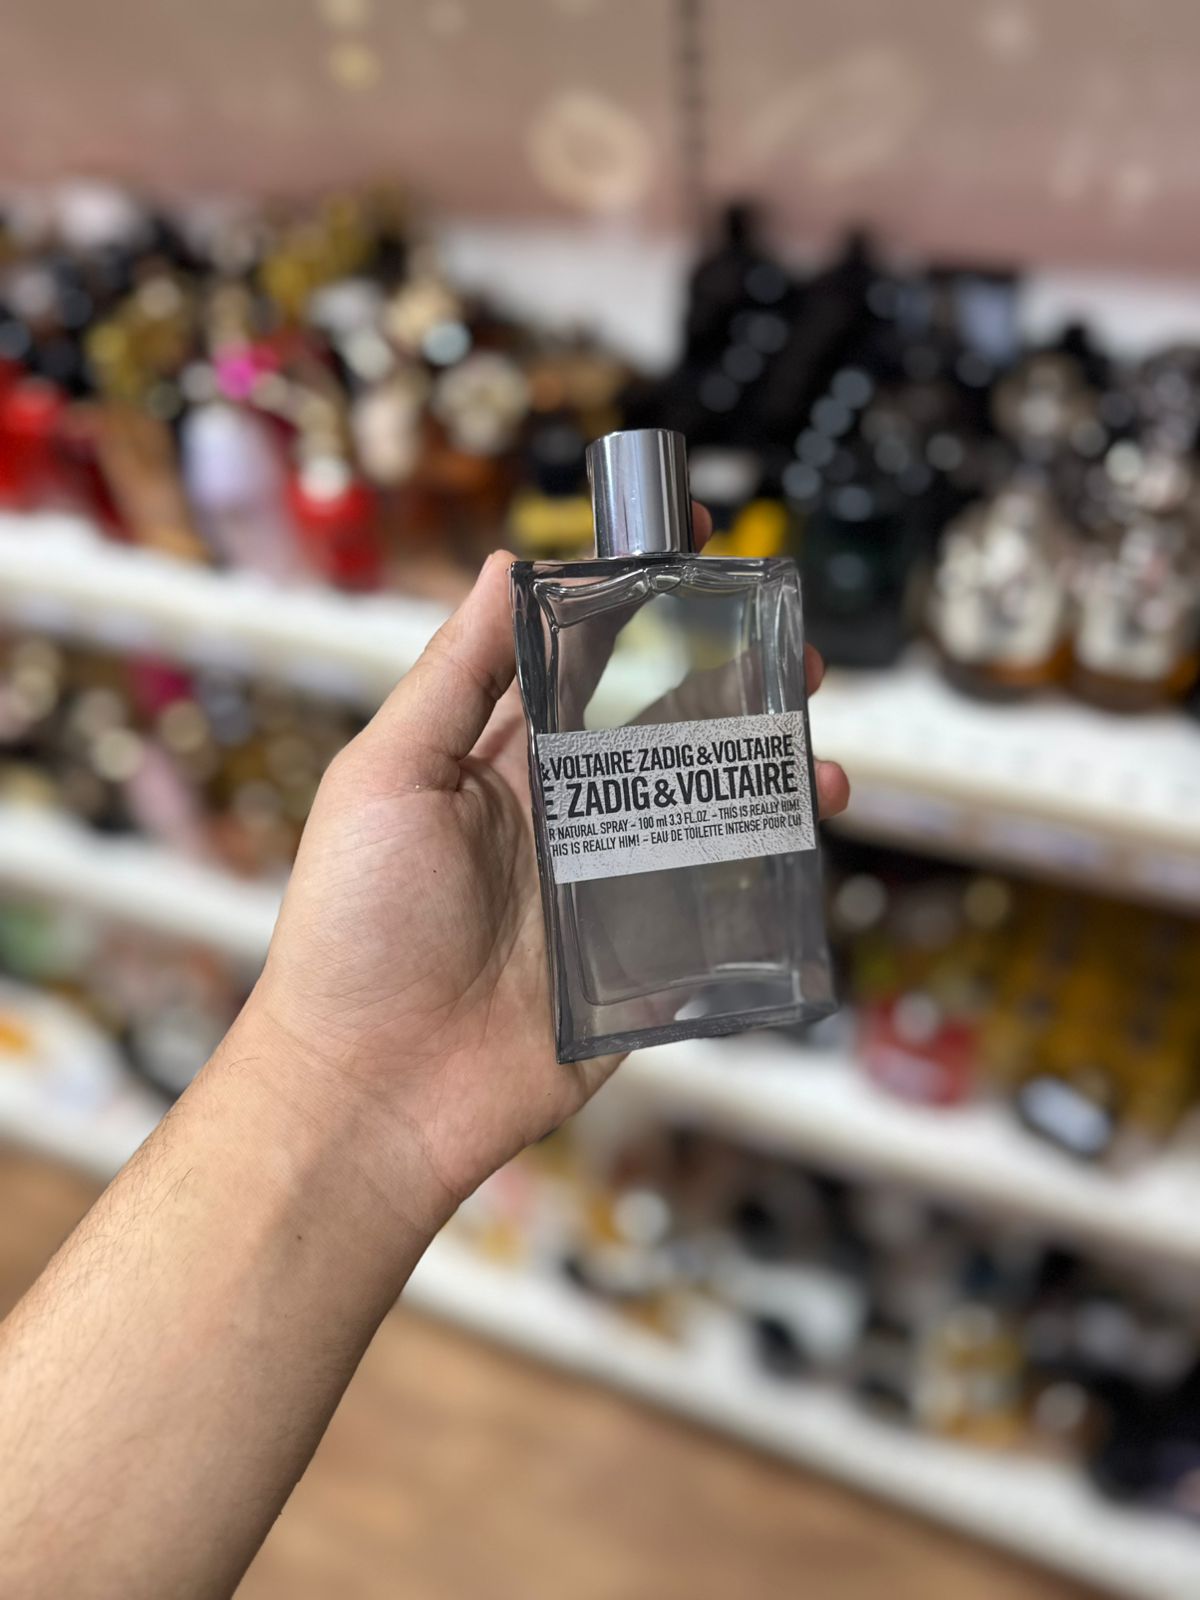 &VOLTAIRE ZADIG&VOLTAIRE
E ZADIG&VOLTAIRE
R NATURAL SPRAY - 100 ml 3.3 FL.OZ. - THIS IS REALLY HIM!
THIS IS REALLY HIM! - EAU DE TOILETTE INTENSE POUR LUI